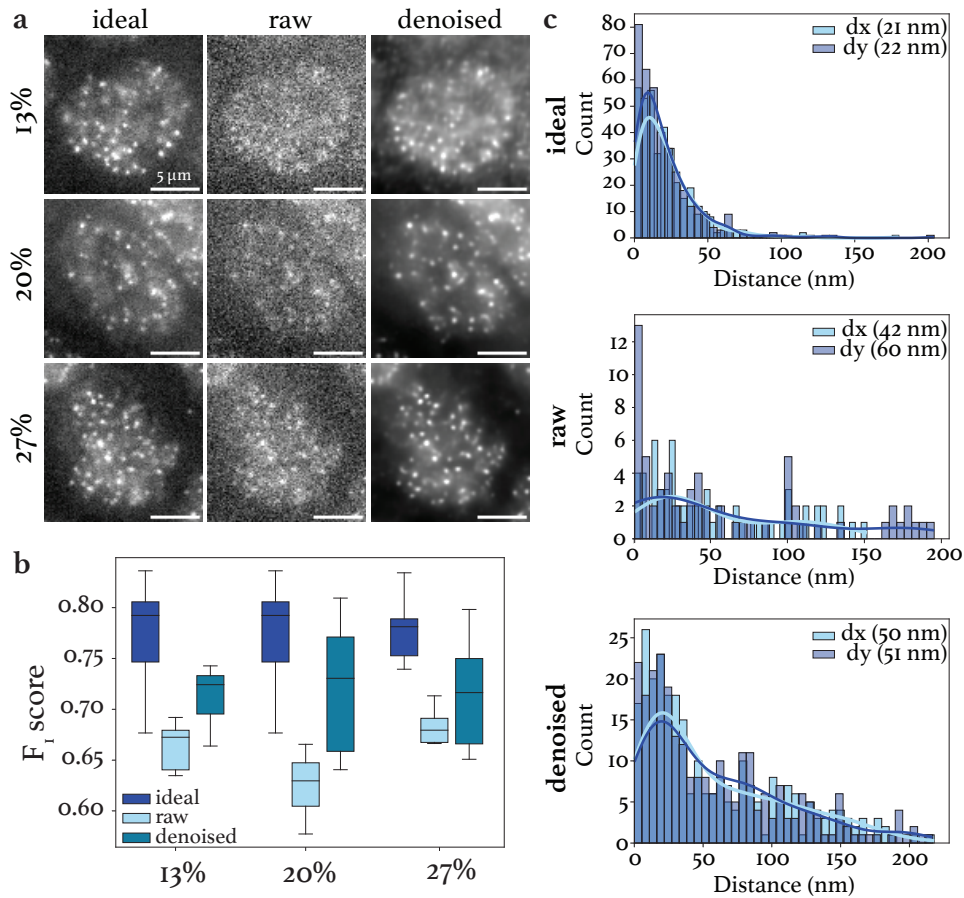 a
ideal
raw
denoised
13%
20%
27%
5 µm
b
F1 score
0.80
0.75
0.70
0.65
0.60
ideal
raw
denoised
13%
20%
27%
c
ideal
Count
80
70
60
50
40
30
20
10
0
dx (21 nm)
dy (22 nm)
0
50
100
150
200
Distance (nm)
raw
Count
12
10
8
6
4
2
0
dx (42 nm)
dy (60 nm)
0
50
100
150
Distance (nm)
denoised
Count
25
20
15
10
5
0
dx (50 nm)
dy (51 nm)
0
50
100
150
200
Distance (nm)